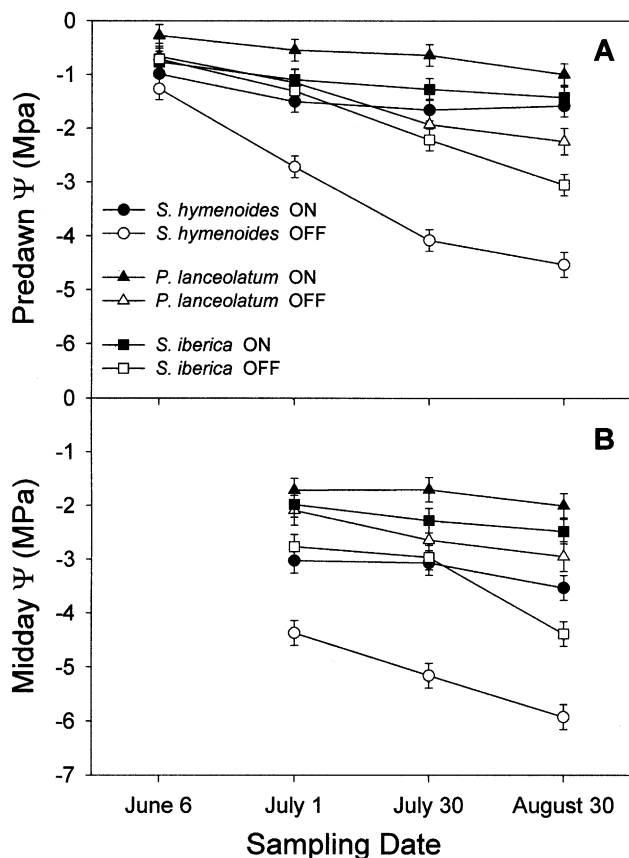 A
0
-1
-2
-3
-4
-5
-6
Predawn Ψ (Mpa)
S. hymenoides ON
S. hymenoides OFF
P. lanceolatum ON
P. lanceolatum OFF
S. iberica ON
S. iberica OFF
B
0
-1
-2
-3
-4
-5
-6
-7
Midday Ψ (MPa)
June 6 July 1 July 30 August 30
Sampling Date